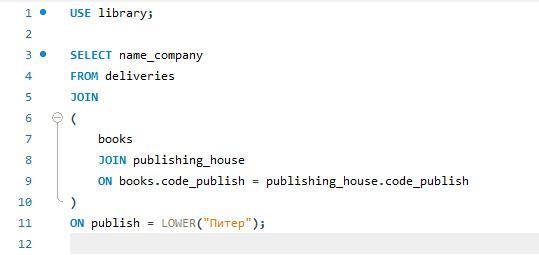 1 USE library;
2
3 SELECT name_company
4 FROM deliveries
5 JOIN
6 (
7 books
8 JOIN publishing_house
9 ON books.code_publish = publishing_house.code_publish
10 )
11 ON publish = LOWER("Питер");
12